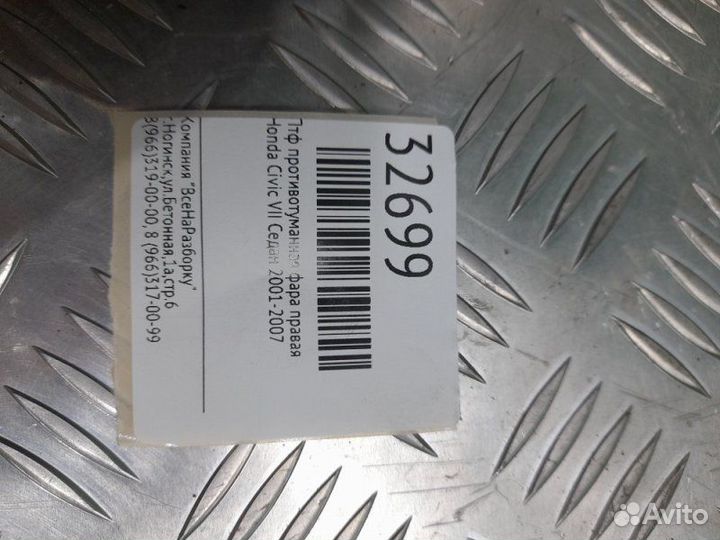 32699
Птф противотуманная фара правая
Honda Civic VII Седан 2001-2007
Компания "ВсеНаРазборку"
г.Ногинск,ул.Бетонная,1а,стр.6
8(966)319-00-00, 8 (966)317-00-99
Avito